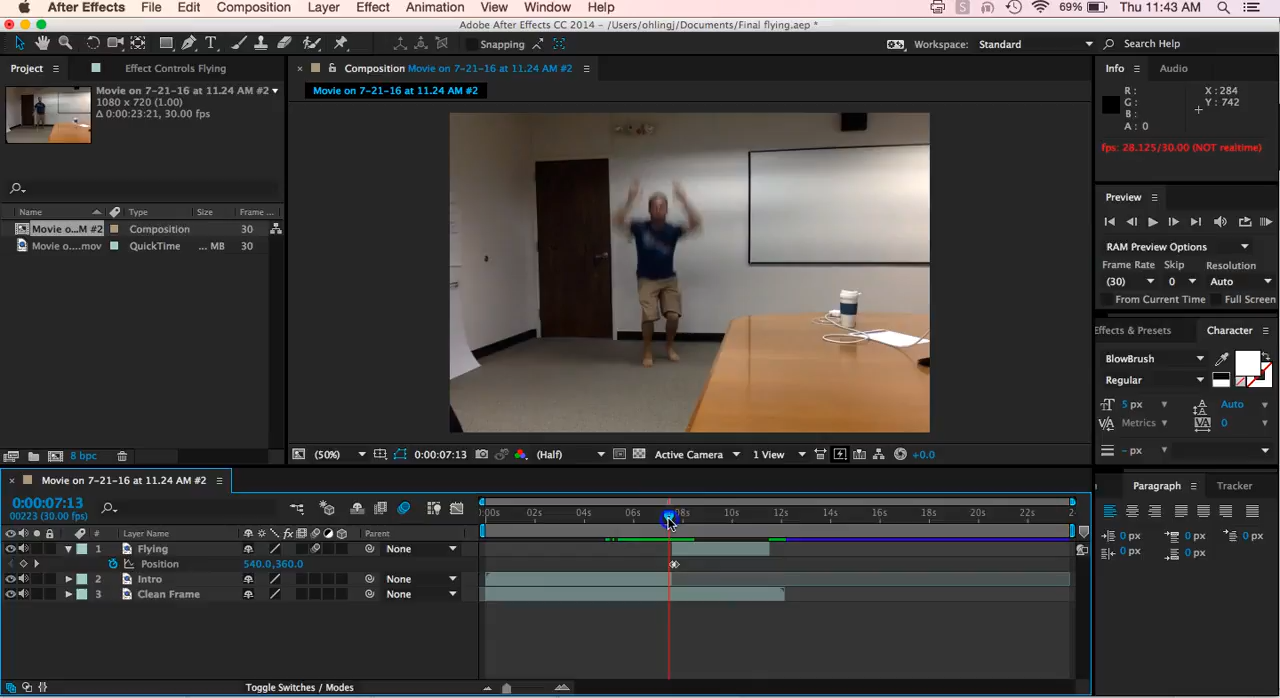 After Effects File Edit Composition Layer Effect Animation View Window Help 69% Thu 11:43 AM
Adobe After Effects CC 2014 - /Users/ohlingj/Documents/Final flying.aep *
Snapping Workspace: Standard Search Help
Project Effect Controls Flying
Movie on 7-21-16 at 11.24 AM #2
1080 x 720 (1.00)
Δ 0:00:23:21, 30.00 fps
Name Type Size Frame ...
Movie o...M #2 Composition 30
Movie o....mov QuickTime ... MB 30
8 bpc
Composition Movie on 7-21-16 at 11.24 AM #2
Movie on 7-21-16 at 11.24 AM #2
50% 0:00:07:13 (Half) Active Camera 1 View +0.0
Info Audio
R: X: 284
G: Y: 742
B:
A: 0
fps: 28.125/30.00 (NOT realtime)
Preview
RAM Preview Options
Frame Rate Skip Resolution
(30) 0 Auto
From Current Time Full Screen
Effects & Presets Character
BlowBrush
Regular
5 px Auto
Metrics 0
- px
Paragraph Tracker
0 px 0 px 0 px
0 px 0 px
Movie on 7-21-16 at 11.24 AM #2
0:00:07:13
00223 (30.00 fps)
:00s 02s 04s 06s 08s 10s 12s 14s 16s 18s 20s 22s 2
# Layer Name Parent
1 Flying None
Position 540.0,360.0
2 Intro None
3 Clean Frame None
Toggle Switches / Modes